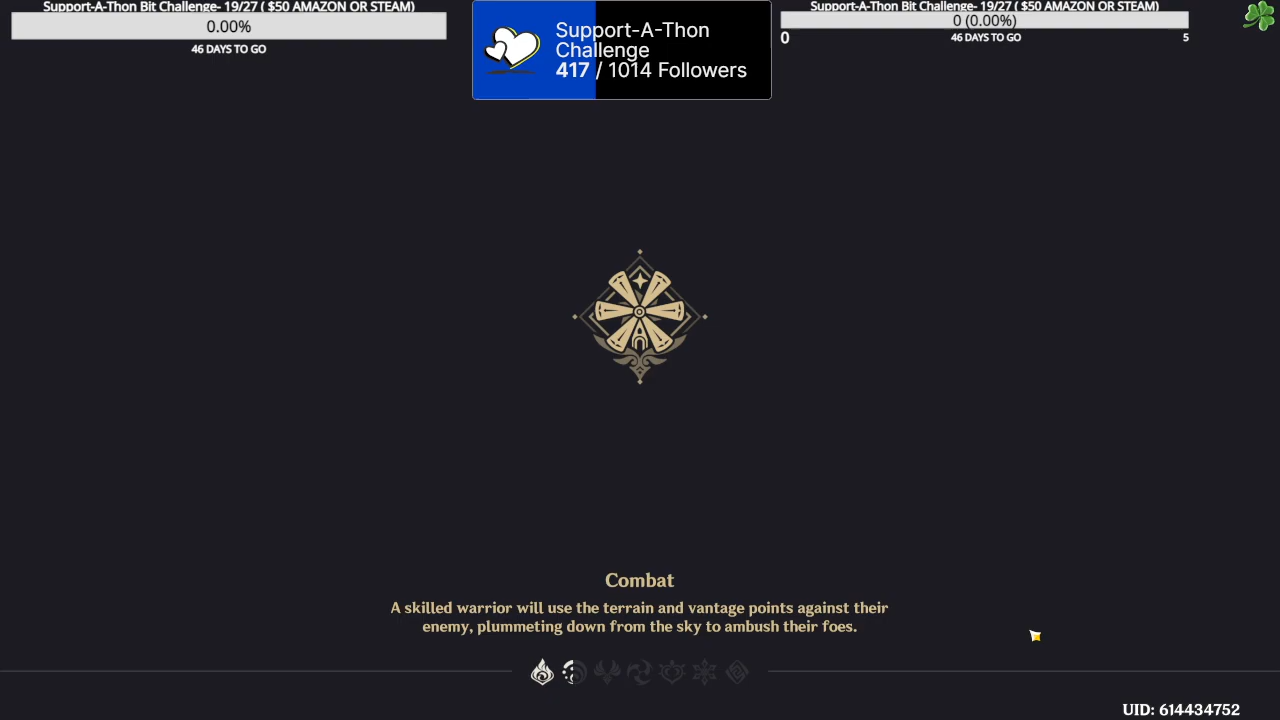 Support-A-Thon Bit Challenge- 19/27 ( $50 AMAZON OR STEAM)
0.00%
46 DAYS TO GO
Support-A-Thon
Challenge
417 / 1014 Followers
Support-A-Thon Bit Challenge- 19/27 ( $50 AMAZON OR STEAM)
0 (0.00%)
0 46 DAYS TO GO 5
Combat
A skilled warrior will use the terrain and vantage points against their
enemy, plummeting down from the sky to ambush their foes.
UID: 614434752